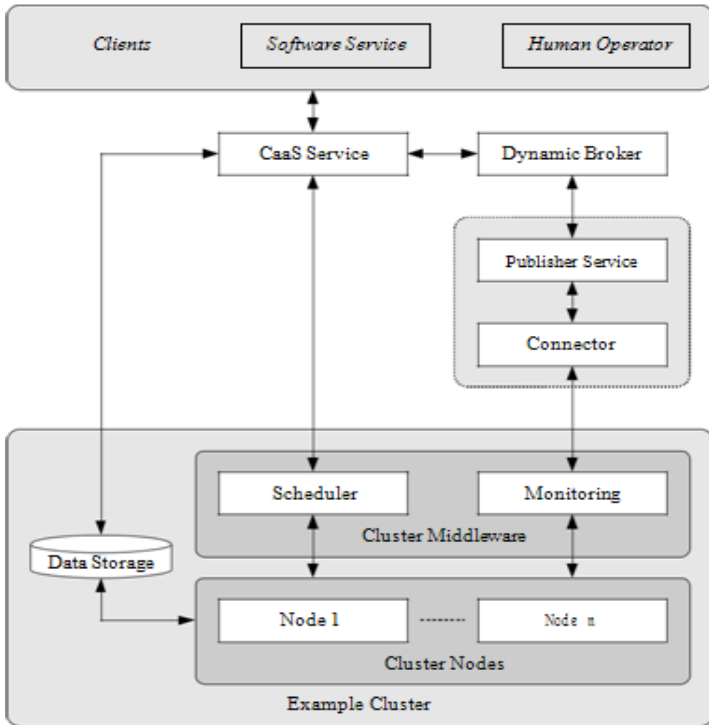 Clients
Software Service
Human Operator
CaaS Service
Dynamic Broker
Publisher Service
Connector
Scheduler
Monitoring
Cluster Middleware
Data Storage
Node 1
Node n
Cluster Nodes
Example Cluster